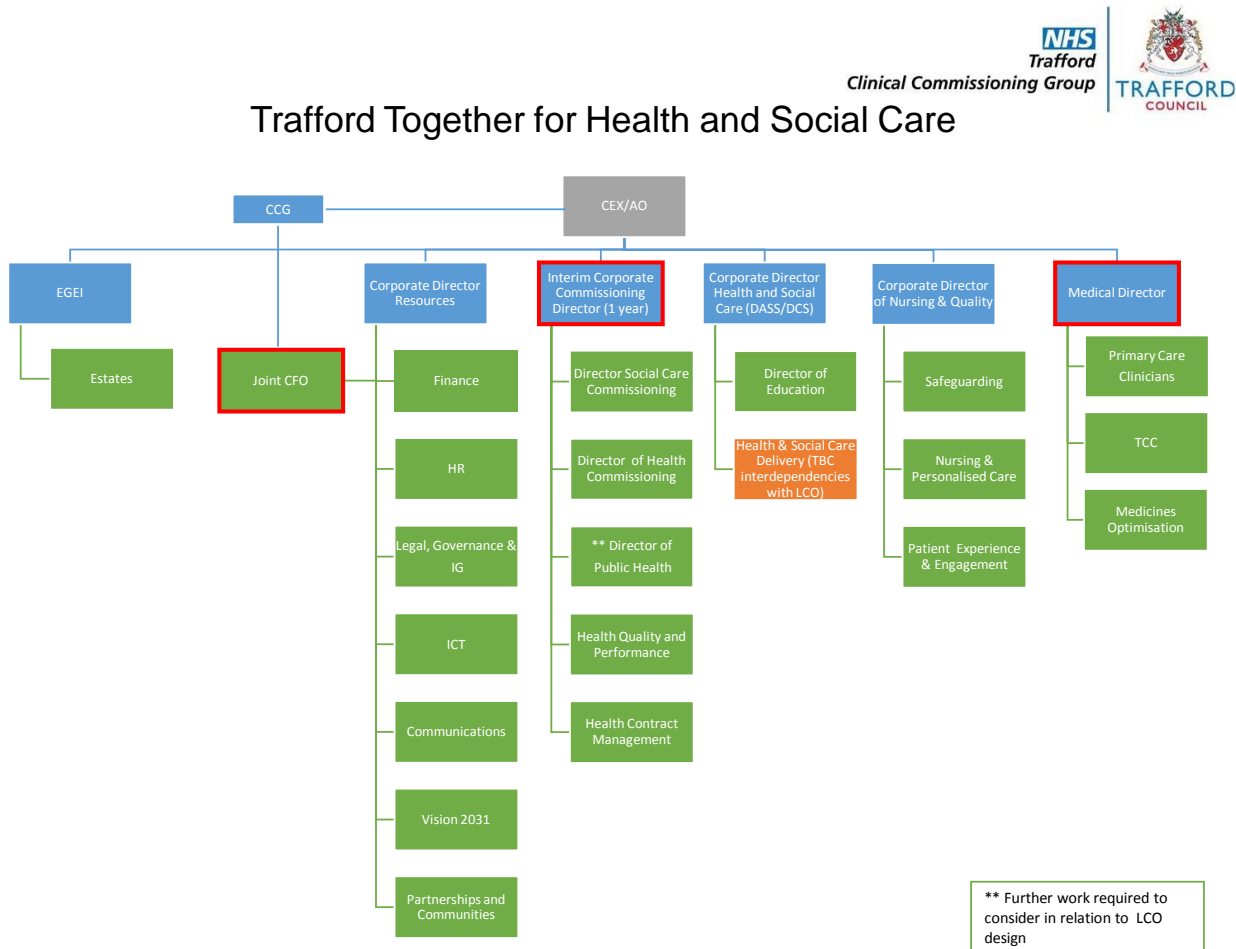 NHS
Trafford
Clinical Commissioning Group
TRAFFORD
COUNCIL
Trafford Together for Health and Social Care
CCG
CEX/AO
EGEI
Estates
Joint CFO
Corporate Director
Resources
Finance
HR
Legal, Governance &
IG
ICT
Communications
Vision 2031
Partnerships and
Communities
Interim Corporate
Commissioning
Director (1 year)
Director Social Care
Commissioning
Director of Health
Commissioning
** Director of
Public Health
Health Quality and
Performance
Health Contract
Management
Corporate Director
Health and Social
Care (DASS/DCS)
Director of
Education
Health & Social Care
Delivery (TBC
interdependencies
with LCO)
Corporate Director
of Nursing & Quality
Safeguarding
Nursing &
Personalised Care
Patient Experience
& Engagement
Medical Director
Primary Care
Clinicians
TCC
Medicines
Optimisation
** Further work required to
consider in relation to LCO
design